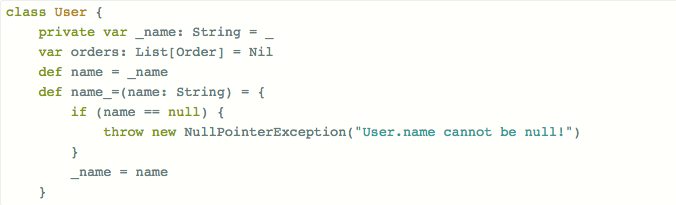 class User {
    private var _name: String = _
    var orders: List[Order] = Nil
    def name = _name
    def name_=(name: String) = {
        if (name == null) {
            throw new NullPointerException("User.name cannot be null!")
        }
        _name = name
    }